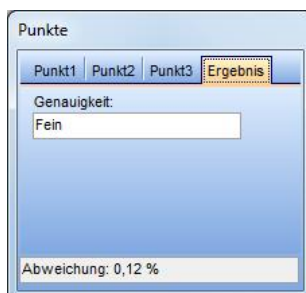 Punkte
Punkt1 Punkt2 Punkt3 Ergebnis
Genauigkeit:
Fein
Abweichung: 0,12 %